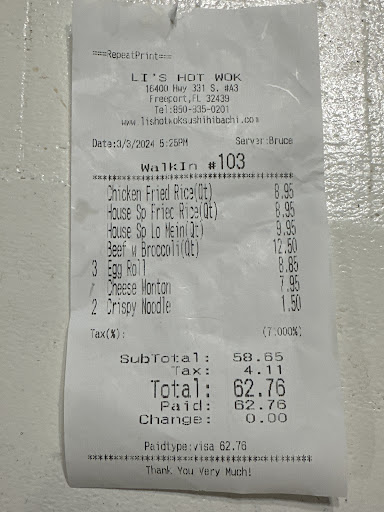 ===RepeatPrint===
LI'S HOT WOK
16400 Hwy 331 S. #A3
Freeport,FL 32439
Tel:850-835-0201
www.lishotwoksushihibachi.com
Date:3/3/2024 5:25PM Server:Bruce
WalkIn #103
************************************
Chicken Fried Rice(Qt) 8.95
House Sp Fried Rice(Qt) 8.95
House Sp Lo Mein(Qt) 9.95
Beef w Broccoli(Qt) 12.50
3 Egg Roll 8.85
Cheese Wonton 7.95
2 Crispy Noodle 1.50
Tax(%): (7.000%)
SubTotal: 58.65
Tax: 4.11
Total: 62.76
Paid: 62.76
Change: 0.00
Paidtype:visa 62.76
************************************
Thank You Very Much!